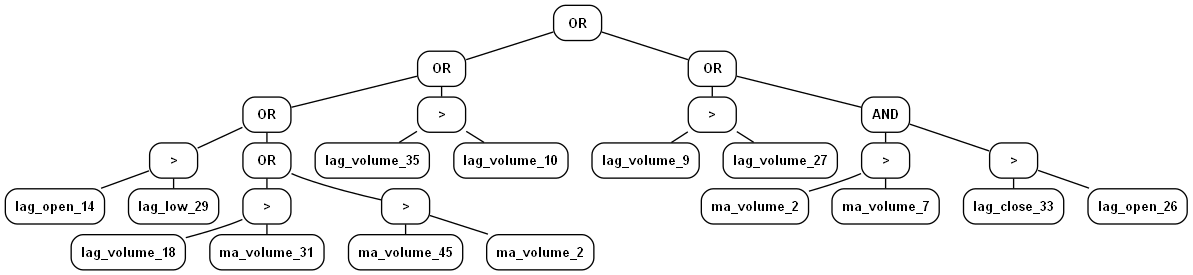 OR
OR OR
OR > > AND
> OR lag_volume_35 lag_volume_10 lag_volume_9 lag_volume_27 > >
lag_open_14 lag_low_29 > > ma_volume_2 ma_volume_7 lag_close_33 lag_open_26
lag_volume_18 ma_volume_31 ma_volume_45 ma_volume_2